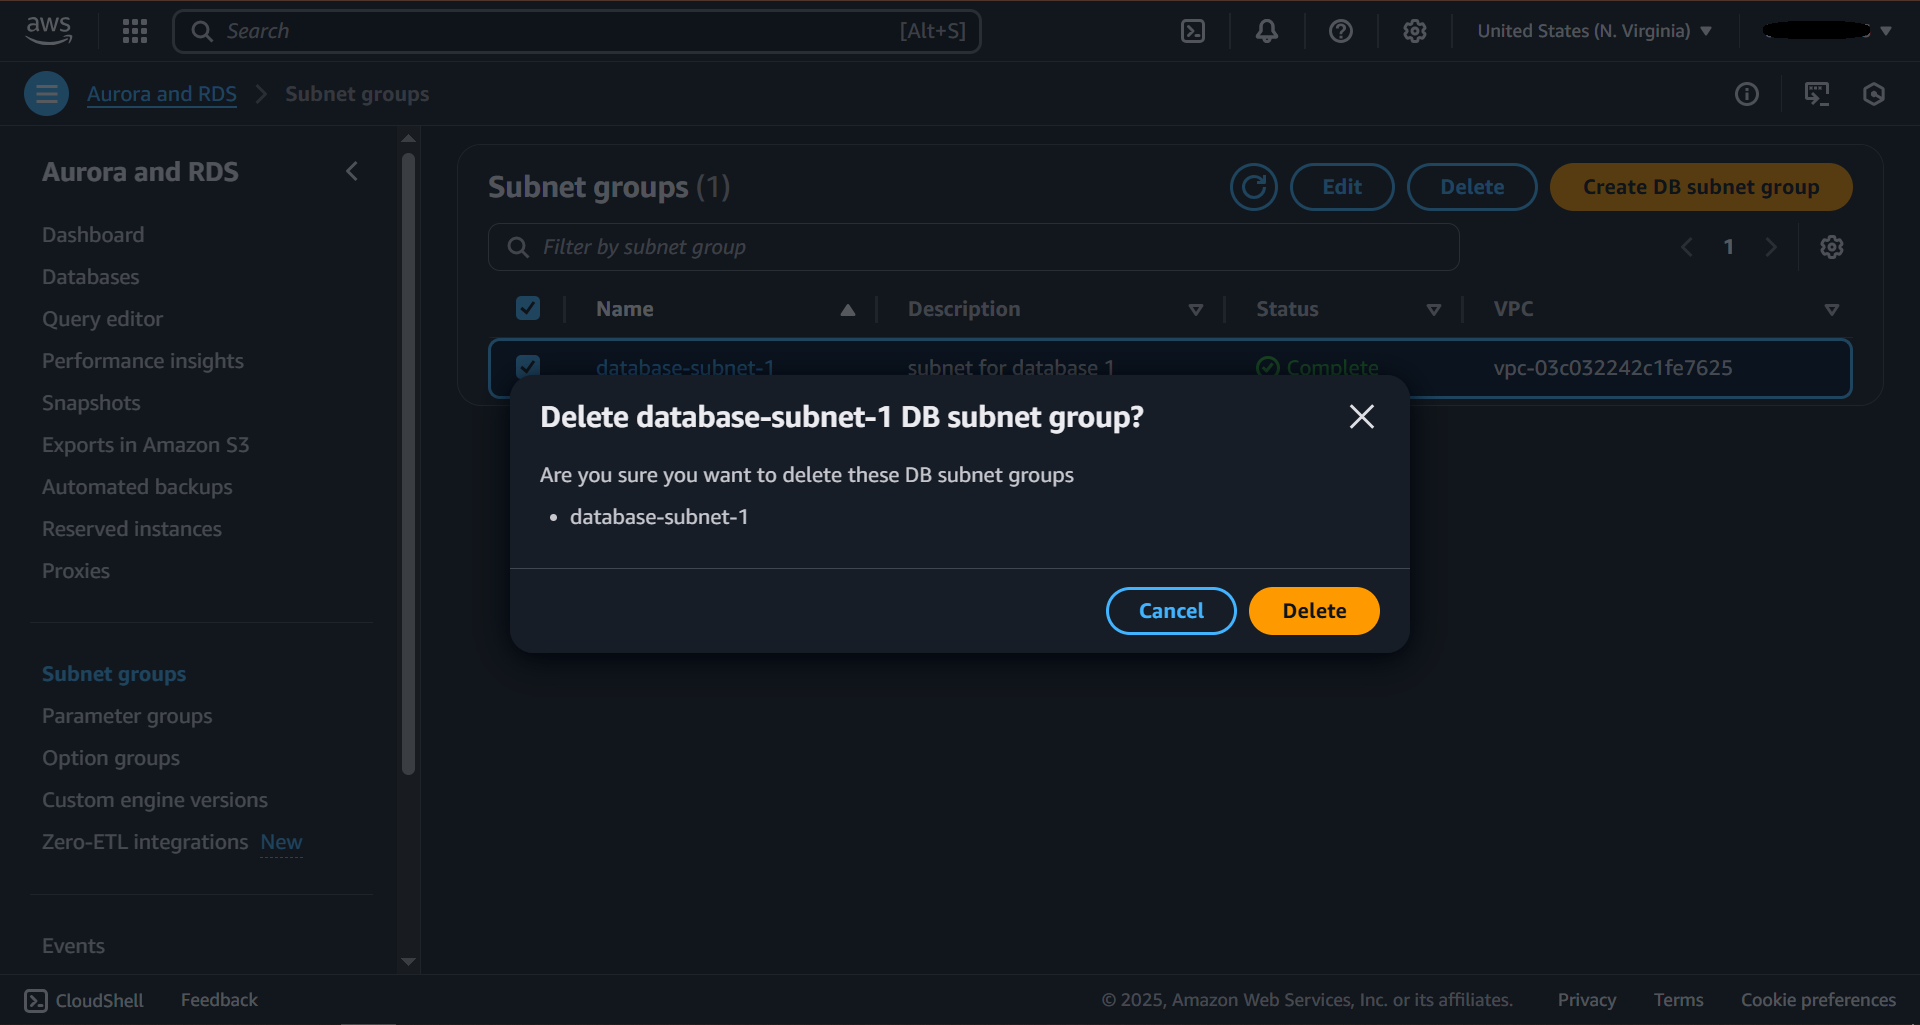 aws
Search
[Alt+S]
United States (N. Virginia)
Aurora and RDS
Subnet groups
Aurora and RDS
Dashboard
Databases
Query editor
Performance insights
Snapshots
Exports in Amazon S3
Automated backups
Reserved instances
Proxies
Subnet groups
Parameter groups
Option groups
Custom engine versions
Zero-ETL integrations New
Events
Subnet groups (1)
Edit
Delete
Create DB subnet group
Filter by subnet group
1
Name
Description
Status
VPC
database-subnet-1
subnet for database 1
Complete
vpc-03c032242c1fe7625
Delete database-subnet-1 DB subnet group?
Are you sure you want to delete these DB subnet groups
• database-subnet-1
Cancel
Delete
CloudShell
Feedback
© 2025, Amazon Web Services, Inc. or its affiliates.
Privacy
Terms
Cookie preferences